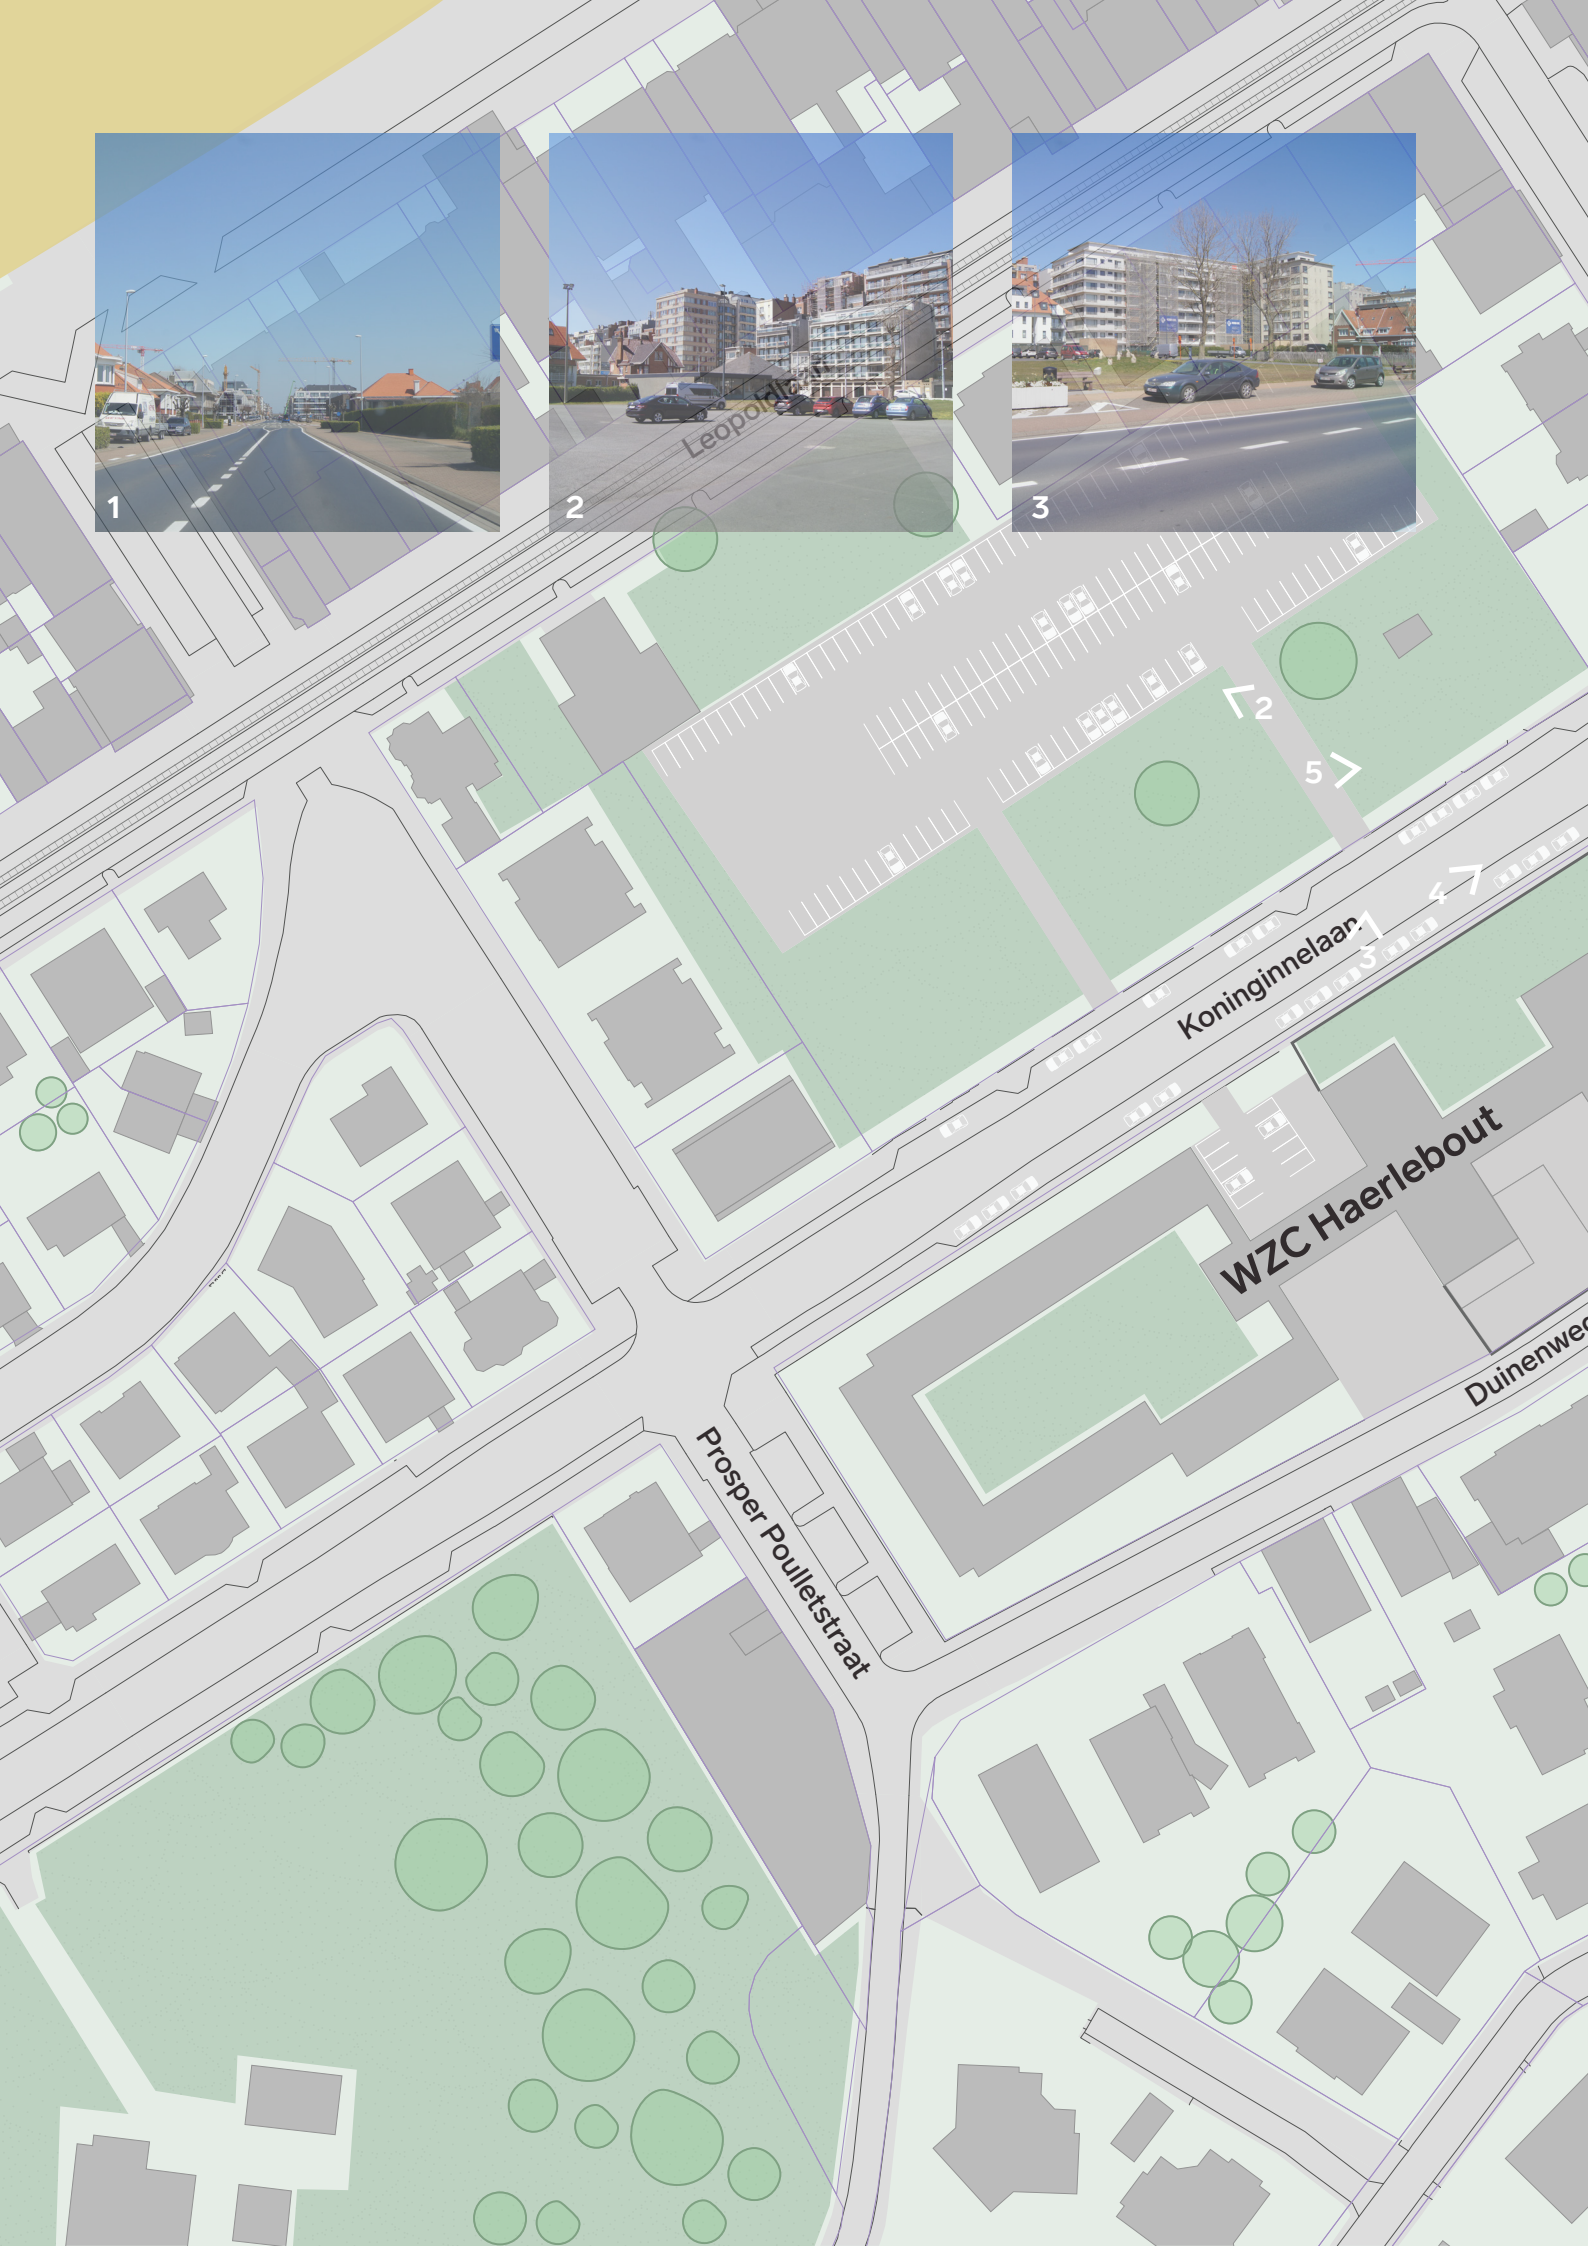 1
2
3
Leopoldlaan
2
5
4
3
Koninginnelaan
WZC Haerlebout
Duinenweg
Prosper Poulletstraat